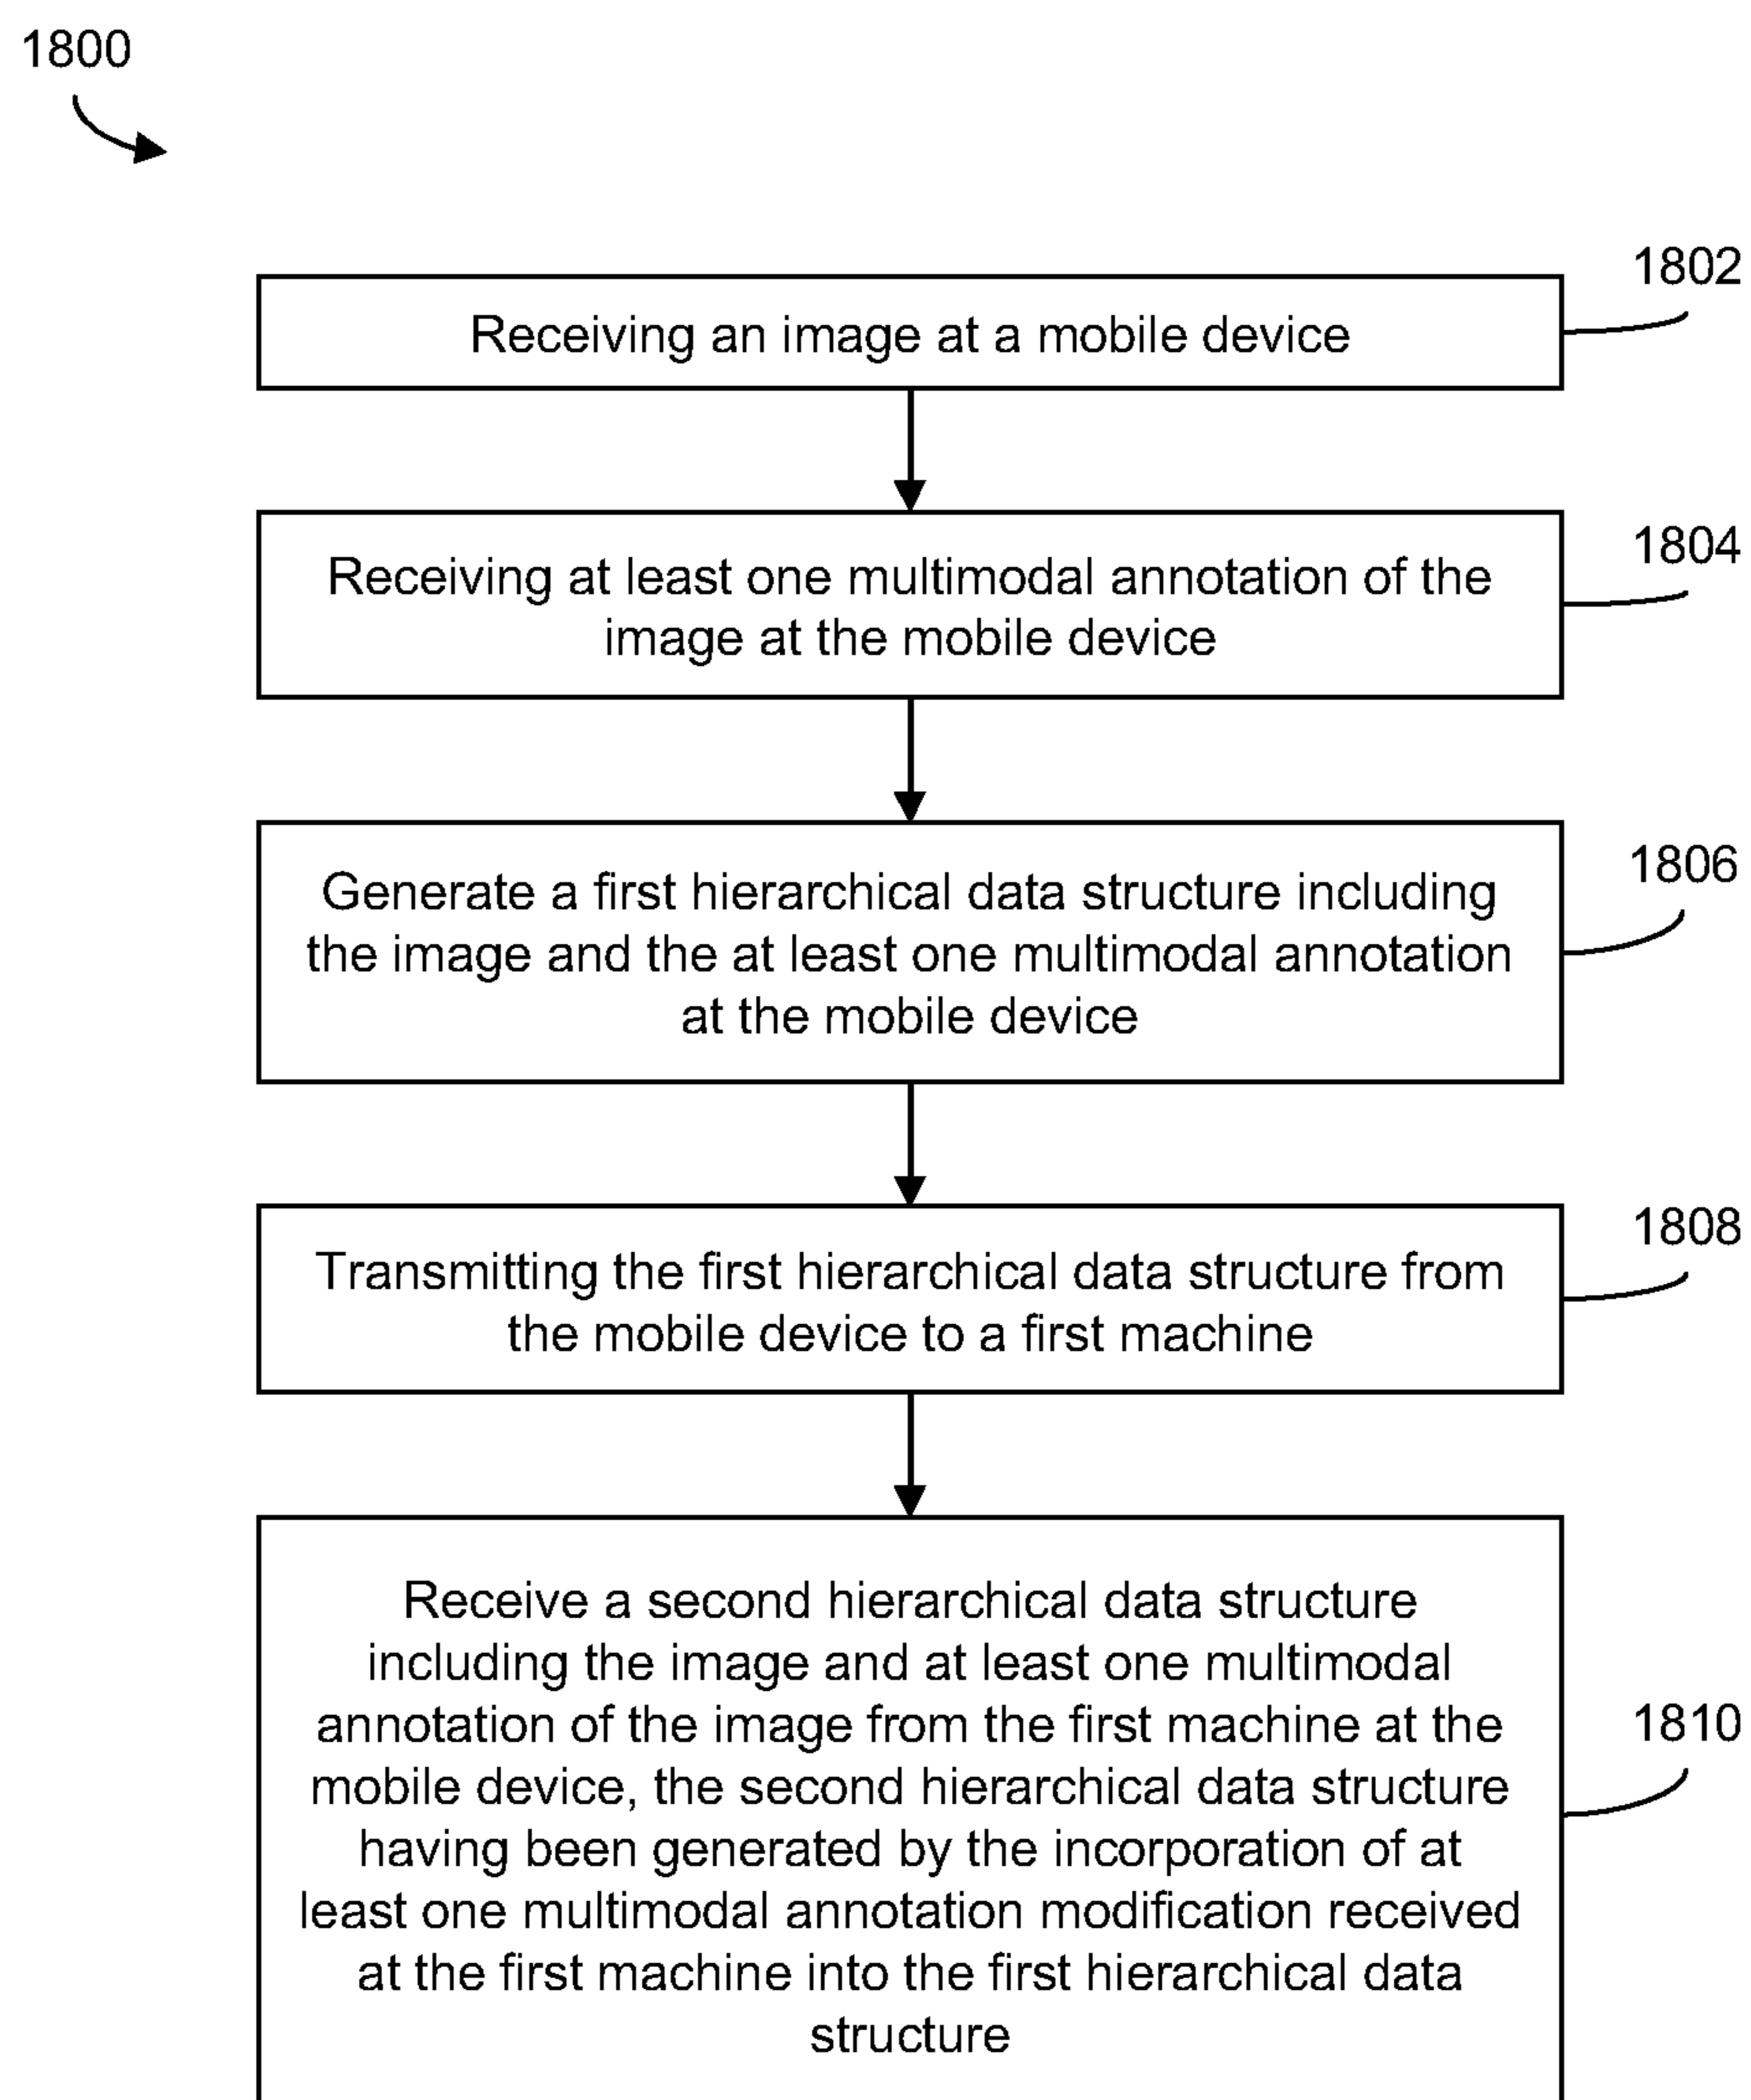 1800
1802
Receiving an image at a mobile device
1804
Receiving at least one multimodal annotation of the
image at the mobile device
1806
Generate a first hierarchical data structure including
the image and the at least one multimodal annotation
at the mobile device
1808
Transmitting the first hierarchical data structure from
the mobile device to a first machine
Receive a second hierarchical data structure
including the image and at least one multimodal
annotation of the image from the first machine at the
1810
mobile device, the second hierarchical data structure
having been generated by the incorporation of at
least one multimodal annotation modification received
at the first machine into the first hierarchical data
structure